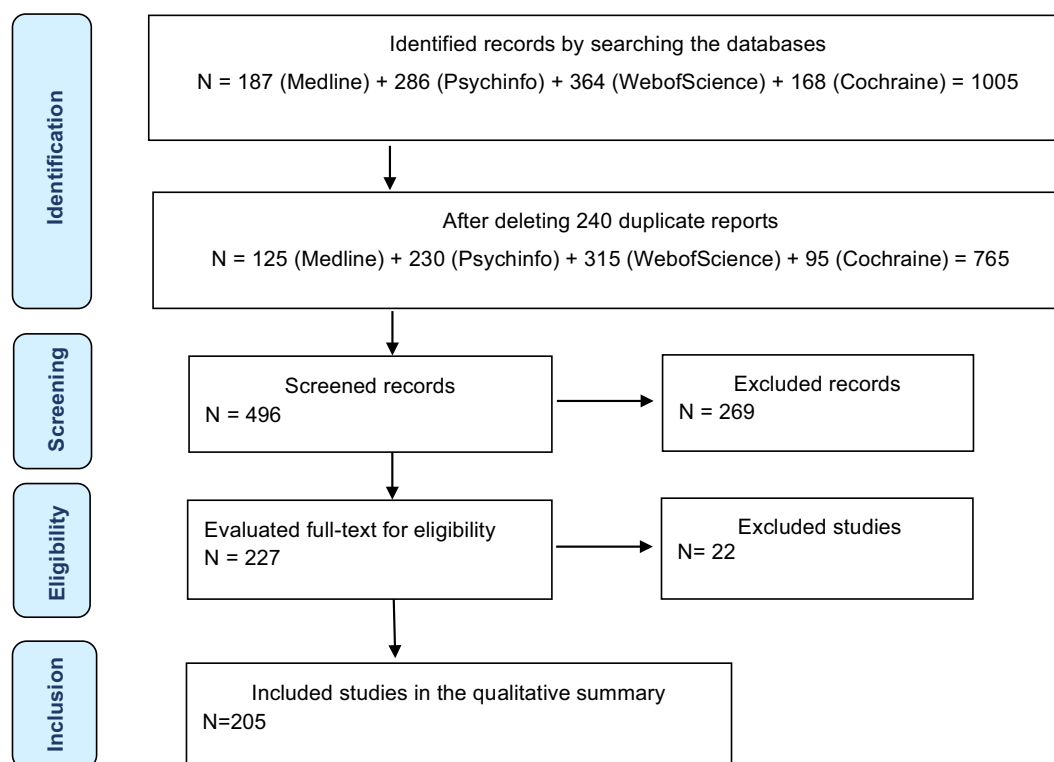 Identification
Identified records by searching the databases
N = 187 (Medline) + 286 (Psychinfo) + 364 (WebofScience) + 168 (Cochraine) = 1005
After deleting 240 duplicate reports
N = 125 (Medline) + 230 (Psychinfo) + 315 (WebofScience) + 95 (Cochraine) = 765
Screening
Screened records
N = 496
Excluded records
N = 269
Eligibility
Evaluated full-text for eligibility
N = 227
Excluded studies
N= 22
Inclusion
Included studies in the qualitative summary
N=205